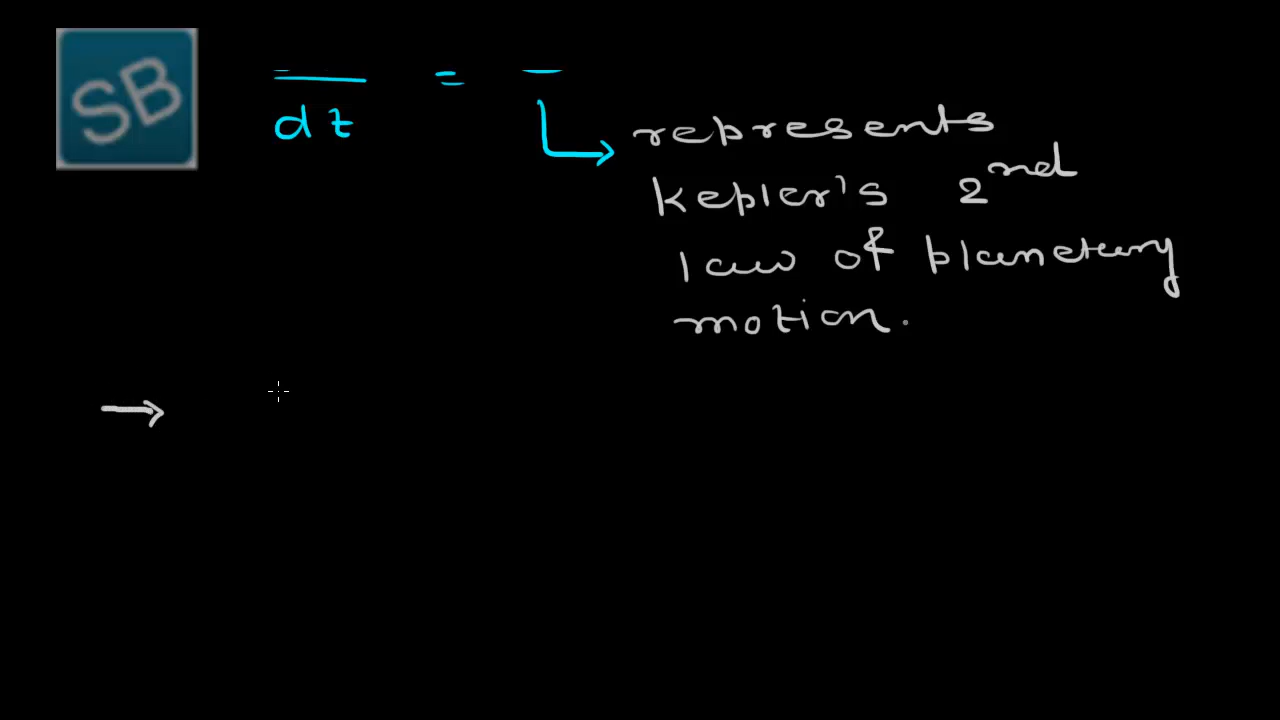 SB
=
dt
represents
Kepler's 2nd
law of planetary
motion.